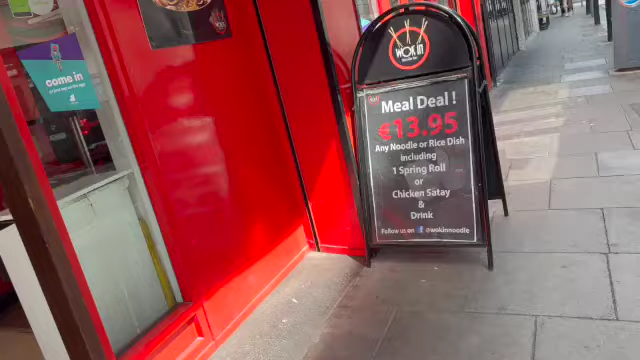 come in
WOK IN
Meal Deal !
€13.95
Any Noodle or Rice Dish
including
1 Spring Roll
or
Chicken Satay
&
Drink
Follow us on f @wokinnoodle